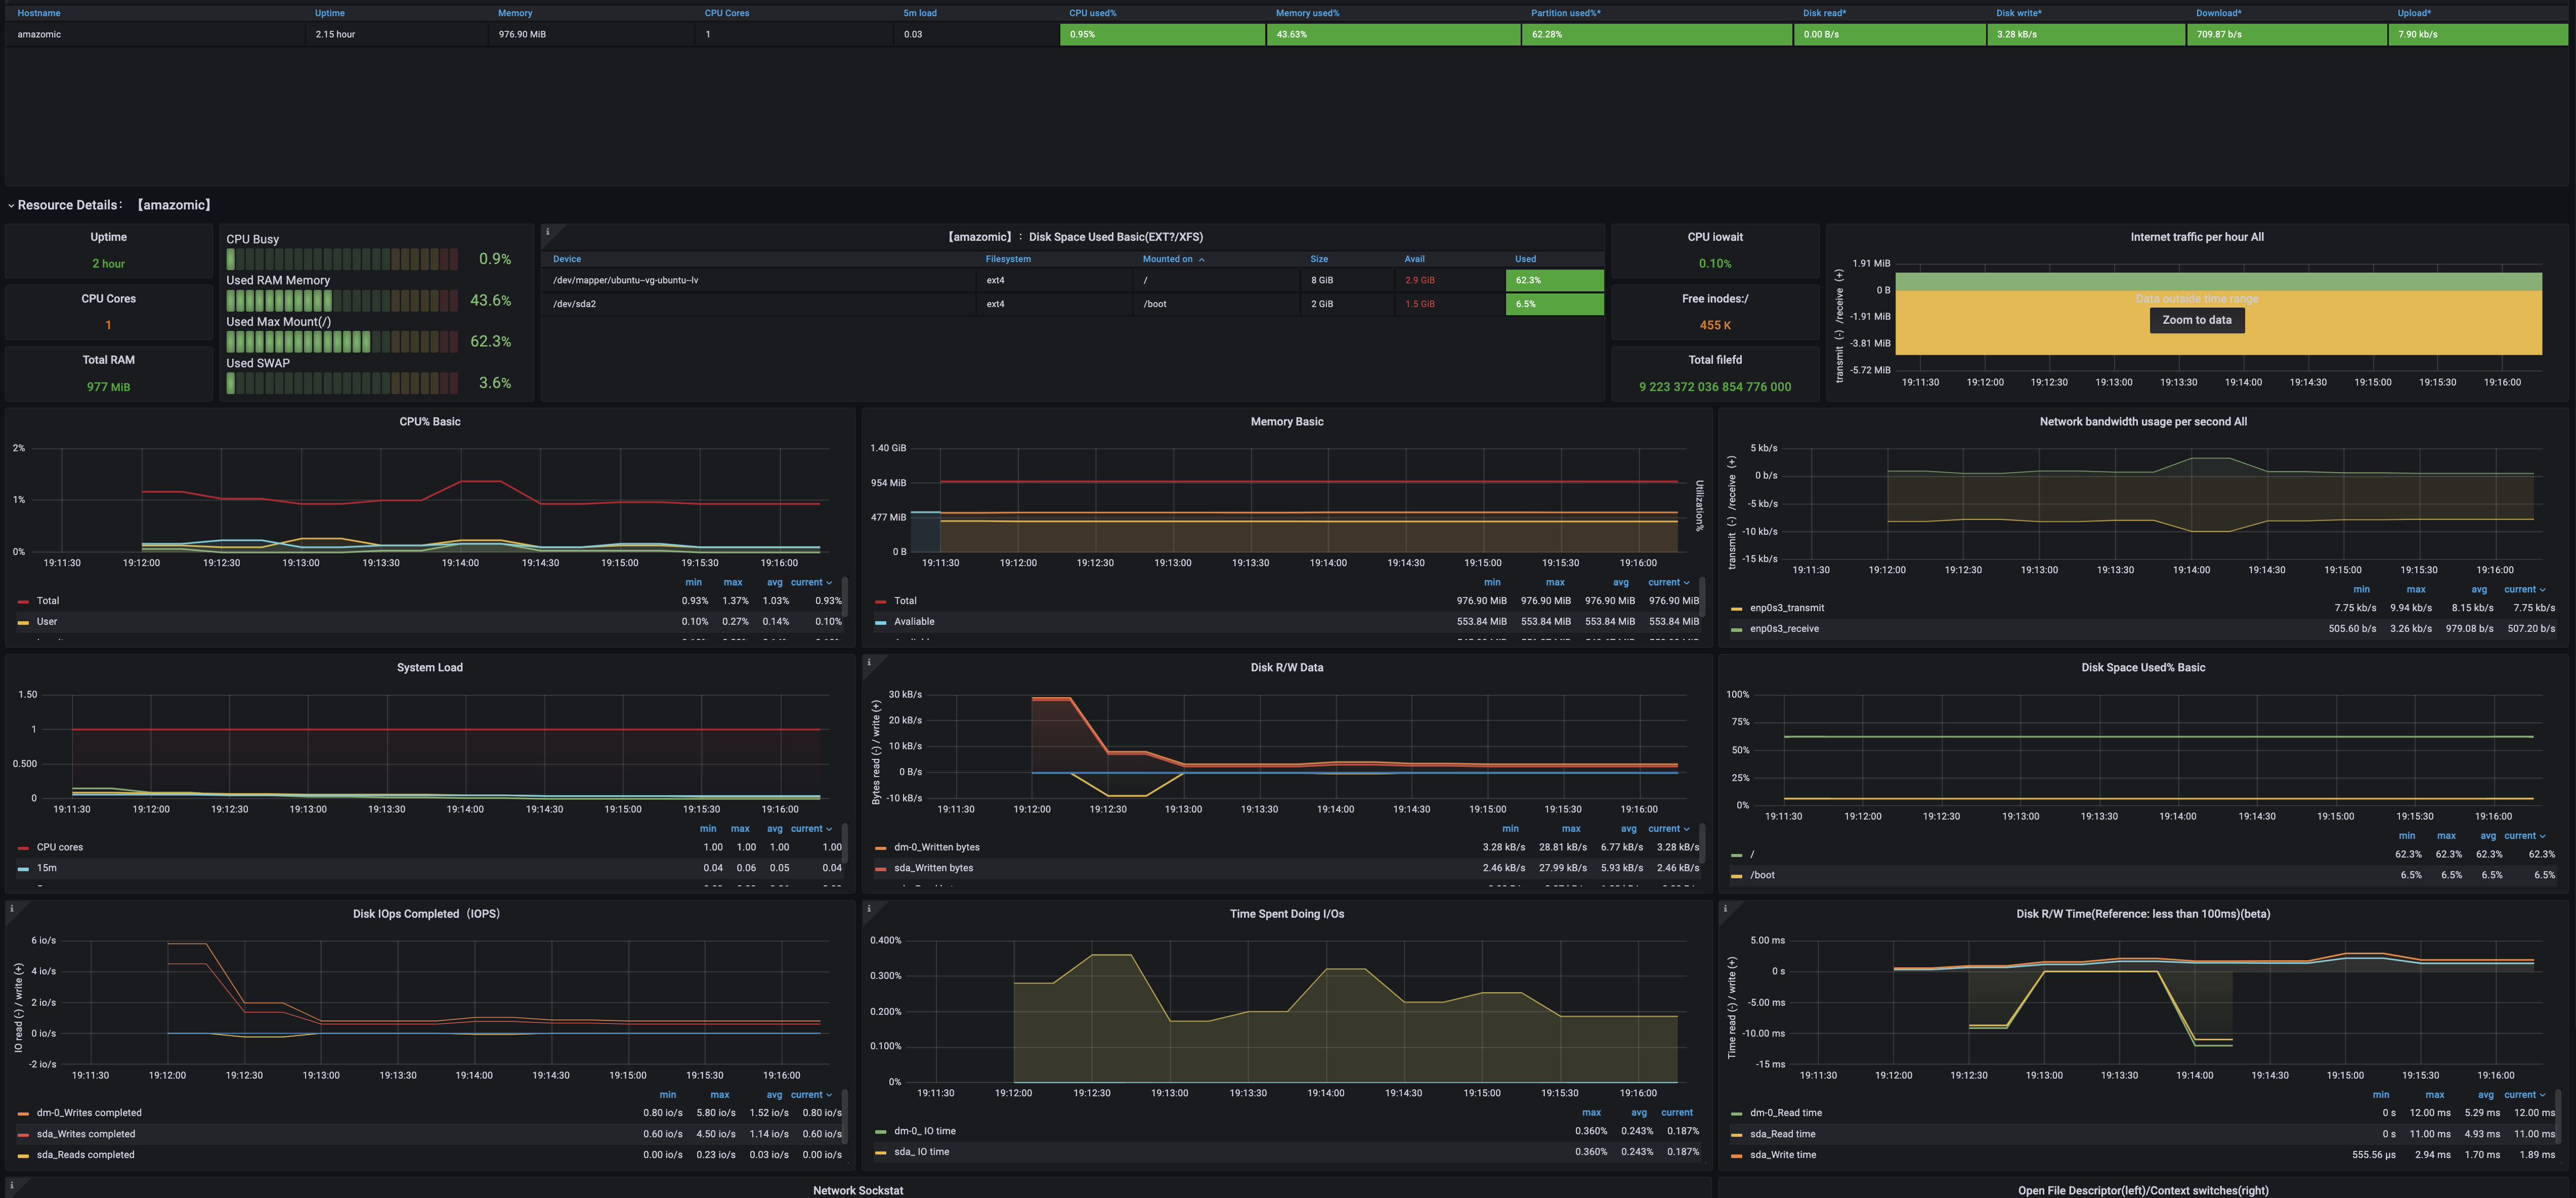 Hostname Uptime Memory CPU Cores 5m load CPU used% Memory used% Partition used%* Disk read* Disk write* Download* Upload*
amazomic 2.15 hour 976.90 MiB 1 0.03 0.95% 43.63% 62.28% 0.00 B/s 3.28 kB/s 709.87 b/s 7.90 kb/s
Resource Details： 【amazomic】
Uptime
2 hour
CPU Cores
1
Total RAM
977 MiB
CPU Busy
0.9%
Used RAM Memory
43.6%
Used Max Mount(/)
62.3%
Used SWAP
3.6%
【amazomic】：Disk Space Used Basic(EXT?/XFS)
Device Filesystem Mounted on Size Avail Used
/dev/mapper/ubuntu--vg-ubuntu--lv ext4 / 8 GiB 2.9 GiB 62.3%
/dev/sda2 ext4 /boot 2 GiB 1.5 GiB 6.5%
CPU iowait
0.10%
Free inodes:/
455 K
Total filefd
9 223 372 036 854 776 000
Internet traffic per hour All
transmit (-) /receive (+)
1.91 MiB
0 B
-1.91 MiB
-3.81 MiB
-5.72 MiB
Data outside time range
Zoom to data
19:11:30 19:12:00 19:12:30 19:13:00 19:13:30 19:14:00 19:14:30 19:15:00 19:15:30 19:16:00
CPU% Basic
2%
1%
0%
19:11:30 19:12:00 19:12:30 19:13:00 19:13:30 19:14:00 19:14:30 19:15:00 19:15:30 19:16:00
min max avg current
Total 0.93% 1.37% 1.03% 0.93%
User 0.10% 0.27% 0.14% 0.10%
Memory Basic
1.40 GiB
954 MiB
477 MiB
0 B
Utilization%
19:11:30 19:12:00 19:12:30 19:13:00 19:13:30 19:14:00 19:14:30 19:15:00 19:15:30 19:16:00
min max avg current
Total 976.90 MiB 976.90 MiB 976.90 MiB 976.90 MiB
Avaliable 553.84 MiB 553.84 MiB 553.84 MiB 553.84 MiB
Network bandwidth usage per second All
transmit (-) /receive (+)
5 kb/s
0 b/s
-5 kb/s
-10 kb/s
-15 kb/s
19:11:30 19:12:00 19:12:30 19:13:00 19:13:30 19:14:00 19:14:30 19:15:00 19:15:30 19:16:00
min max avg current
enp0s3_transmit 7.75 kb/s 9.94 kb/s 8.15 kb/s 7.75 kb/s
enp0s3_receive 505.60 b/s 3.26 kb/s 979.08 b/s 507.20 b/s
System Load
1.50
1
0.500
0
19:11:30 19:12:00 19:12:30 19:13:00 19:13:30 19:14:00 19:14:30 19:15:00 19:15:30 19:16:00
min max avg current
CPU cores 1.00 1.00 1.00 1.00
15m 0.04 0.06 0.05 0.04
Disk R/W Data
Bytes read (-) / write (+)
30 kB/s
20 kB/s
10 kB/s
0 B/s
-10 kB/s
19:11:30 19:12:00 19:12:30 19:13:00 19:13:30 19:14:00 19:14:30 19:15:00 19:15:30 19:16:00
min max avg current
dm-0_Written bytes 3.28 kB/s 28.81 kB/s 6.77 kB/s 3.28 kB/s
sda_Written bytes 2.46 kB/s 27.99 kB/s 5.93 kB/s 2.46 kB/s
Disk Space Used% Basic
100%
75%
50%
25%
0%
19:11:30 19:12:00 19:12:30 19:13:00 19:13:30 19:14:00 19:14:30 19:15:00 19:15:30 19:16:00
min max avg current
/ 62.3% 62.3% 62.3% 62.3%
/boot 6.5% 6.5% 6.5% 6.5%
Disk IOps Completed（IOPS）
IO read (-) / write (+)
6 io/s
4 io/s
2 io/s
0 io/s
-2 io/s
19:11:30 19:12:00 19:12:30 19:13:00 19:13:30 19:14:00 19:14:30 19:15:00 19:15:30 19:16:00
min max avg current
dm-0_Writes completed 0.80 io/s 5.80 io/s 1.52 io/s 0.80 io/s
sda_Writes completed 0.60 io/s 4.50 io/s 1.14 io/s 0.60 io/s
sda_Reads completed 0.00 io/s 0.23 io/s 0.03 io/s 0.00 io/s
Time Spent Doing I/Os
0.400%
0.300%
0.200%
0.100%
0%
19:11:30 19:12:00 19:12:30 19:13:00 19:13:30 19:14:00 19:14:30 19:15:00 19:15:30 19:16:00
max avg current
dm-0_ IO time 0.360% 0.243% 0.187%
sda_ IO time 0.360% 0.243% 0.187%
Disk R/W Time(Reference: less than 100ms)(beta)
Time read (-) / write (+)
5.00 ms
0 s
-5.00 ms
-10.00 ms
-15 ms
19:11:30 19:12:00 19:12:30 19:13:00 19:13:30 19:14:00 19:14:30 19:15:00 19:15:30 19:16:00
min max avg current
dm-0_Read time 0 s 12.00 ms 5.29 ms 12.00 ms
sda_Read time 0 s 11.00 ms 4.93 ms 11.00 ms
sda_Write time 555.56 µs 2.94 ms 1.70 ms 1.89 ms
Network Sockstat
Open File Descriptor(left)/Context switches(right)